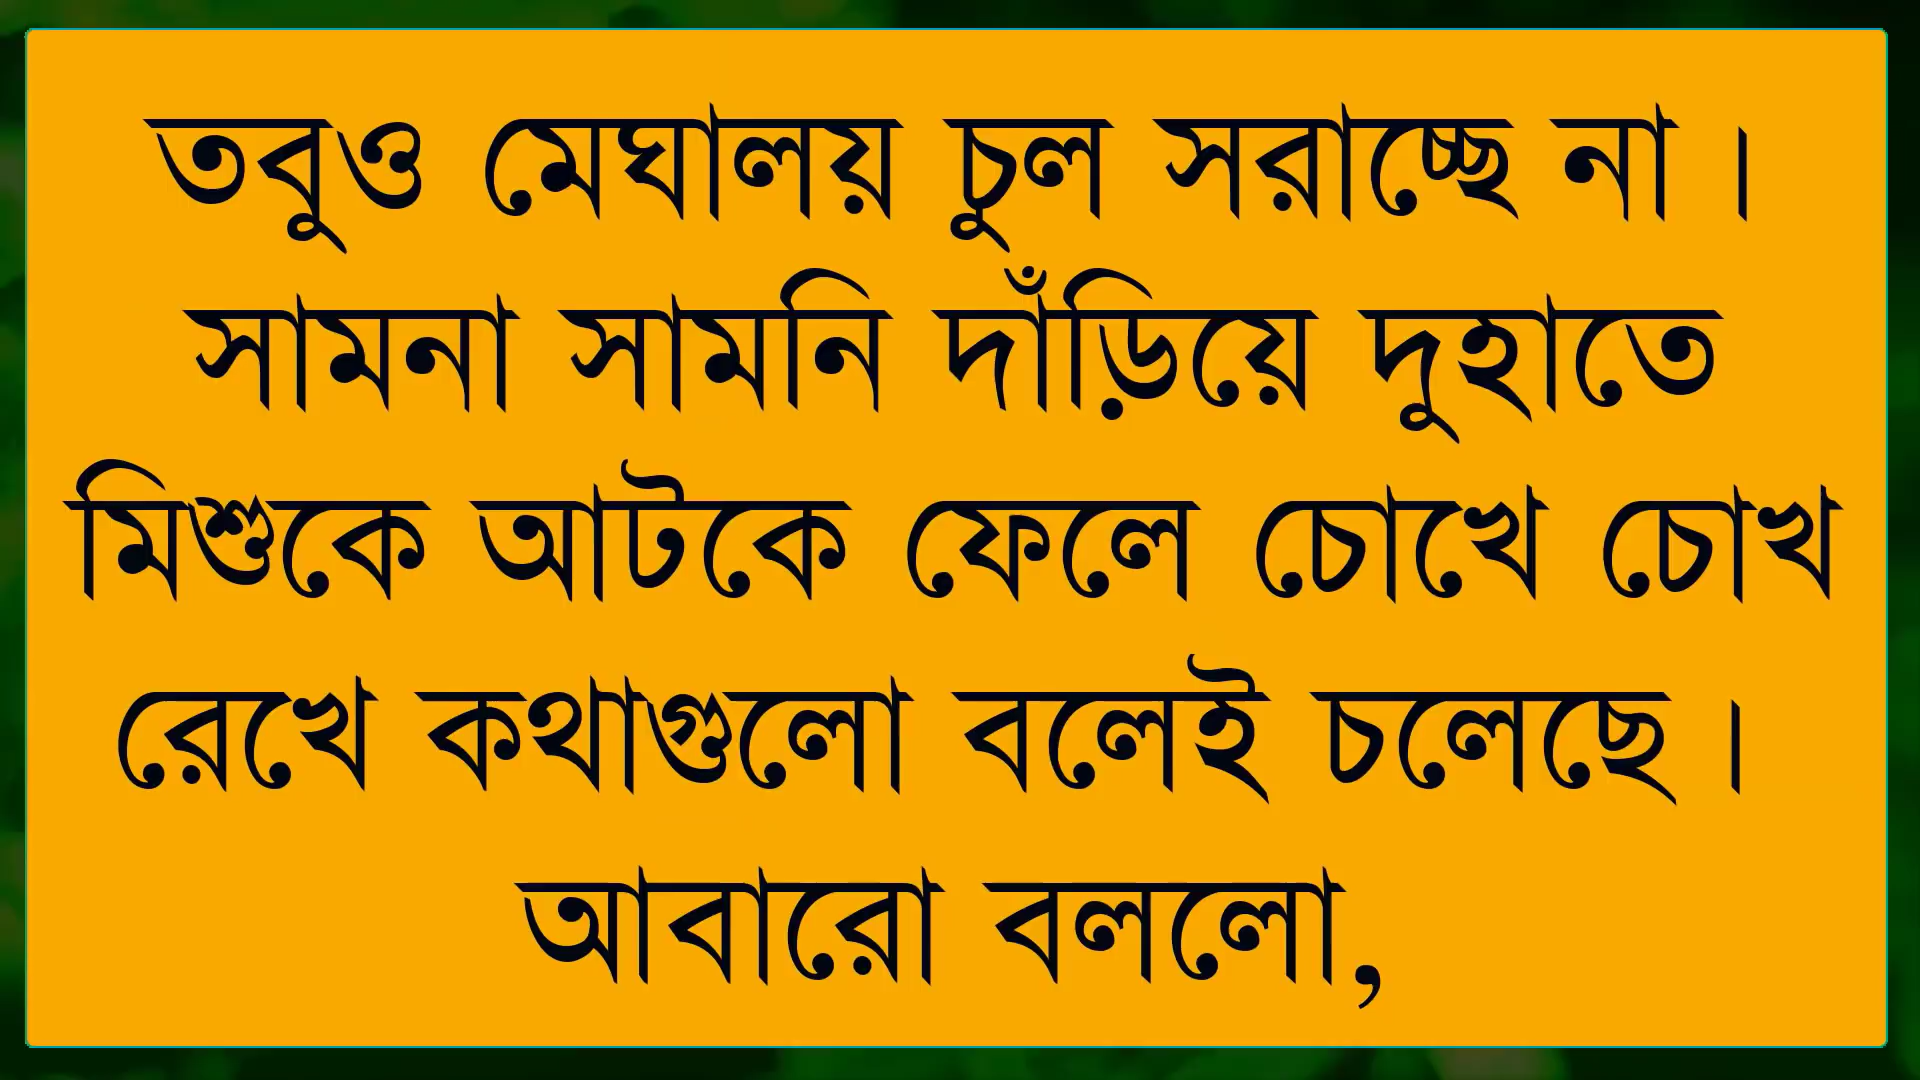 তবুও মেঘালয় চুল সরাচ্ছে না ।
সামনা সামনি দাঁড়িয়ে দুহাতে
মিশুকে আটকে ফেলে চোখে চোখ
রেখে কথাগুলো বলেই চলেছে ।
আবারো বললো,